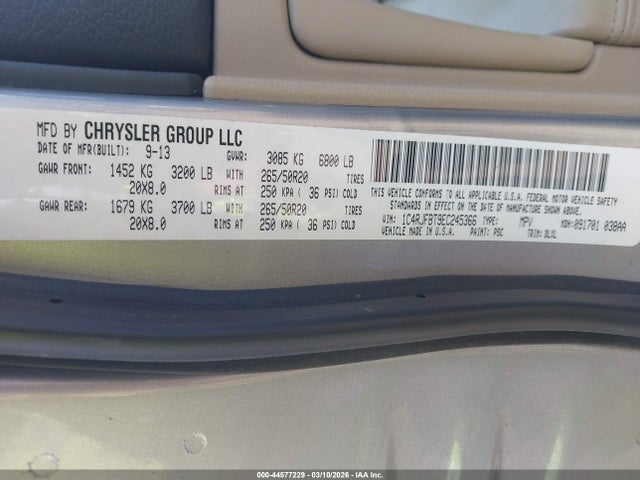 MFD BY CHRYSLER GROUP LLC
DATE OF MFR(BUILT): 9-13 GVWR: 3085 KG 6800 LB
GAWR FRONT: 1452 KG 3200 LB WITH 265/50R20 TIRES
20X8.0 RIMS AT 250 KPA ( 36 PSI) COLD
GAWR REAR: 1679 KG 3700 LB WITH 265/50R20 TIRES
20X8.0 RIMS AT 250 KPA ( 36 PSI) COLD
THIS VEHICLE CONFORMS TO ALL APPLICABLE U.S.A. FEDERAL MOTOR VEHICLE SAFETY
STANDARDS IN EFFECT ON THE DATE OF MANUFACTURE SHOWN ABOVE.
VIN: 1C4RJFBT9EC245366 TYPE: MPV MDH: 091701 038AA
VEHICLE MADE IN U.S.A. PAINT: PSC TRIM: DLVL
000-44577229 - 03/10/2026 - IAA Inc.